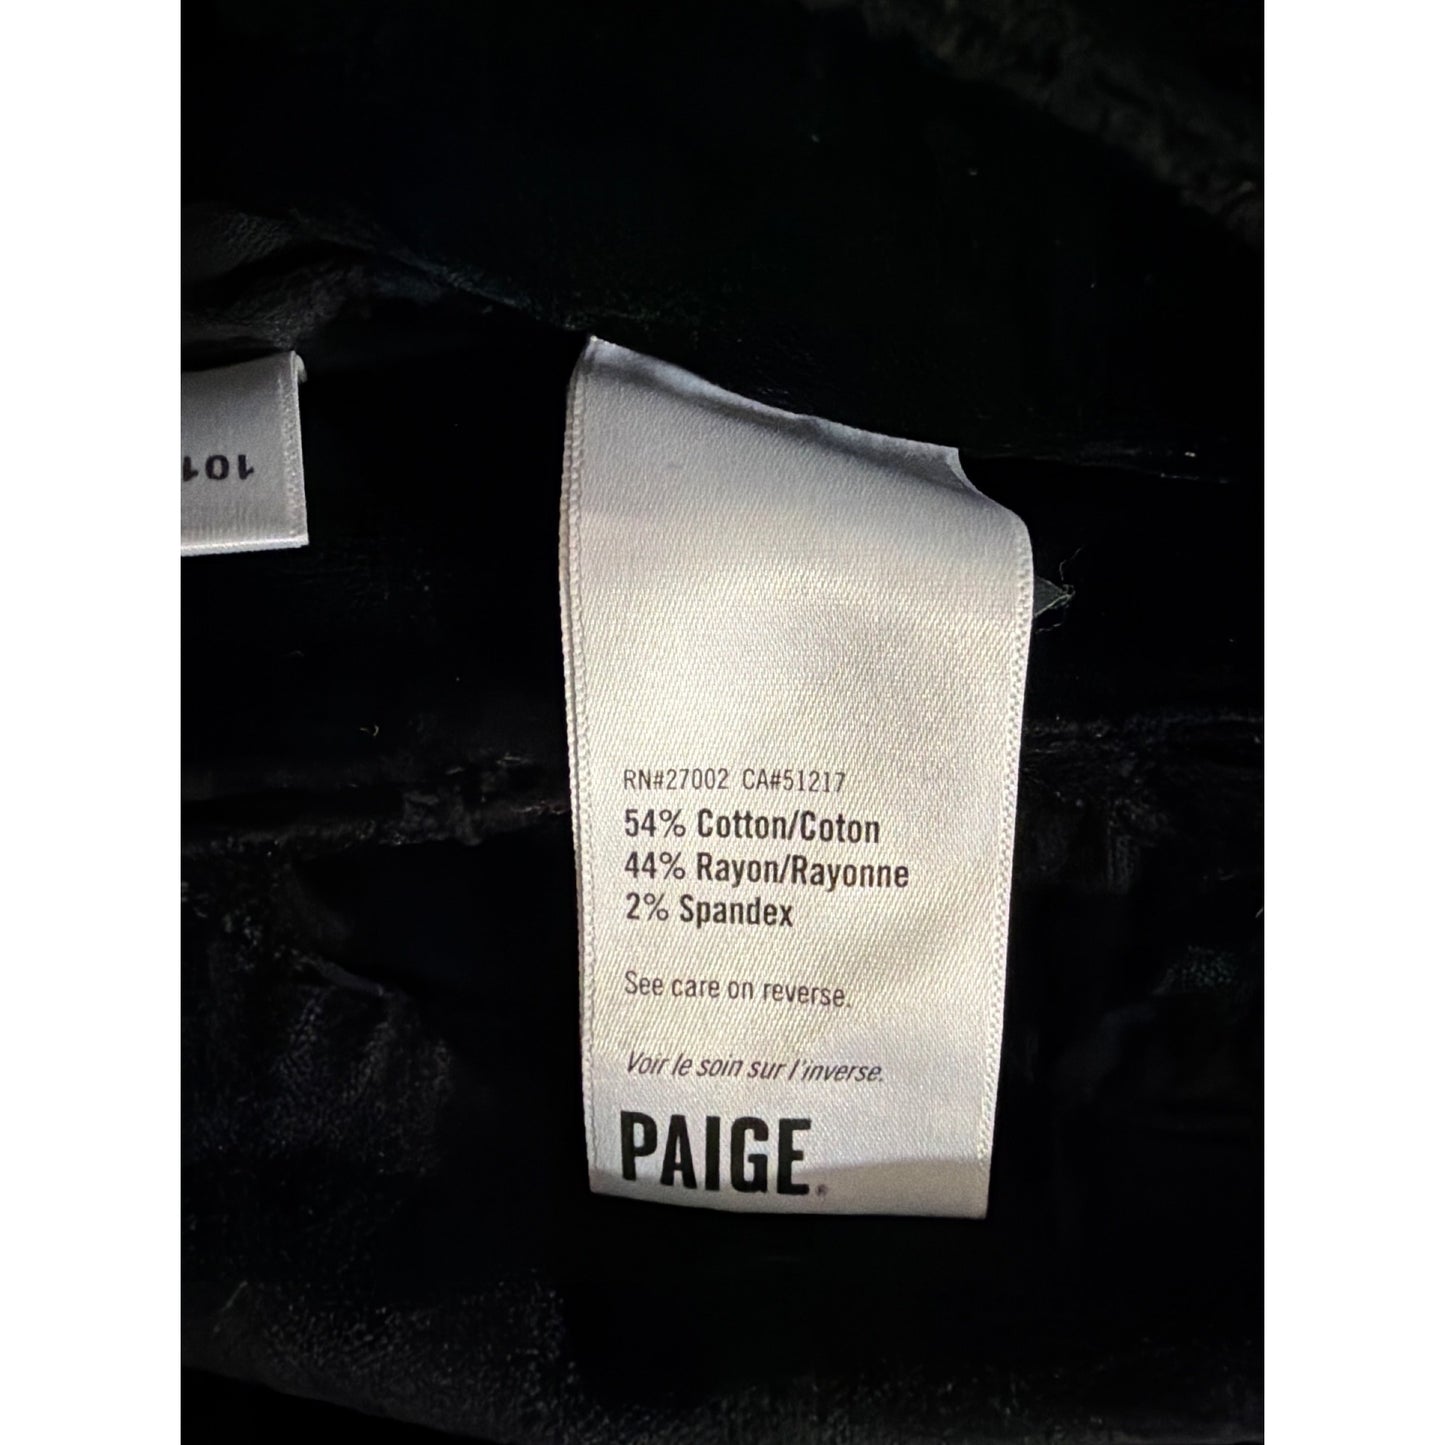 RN#27002 CA#51217
54% Cotton/Coton
44% Rayon/Rayonne
2% Spandex
See care on reverse.
Voir le soin sur l'inverse.
PAIGE®